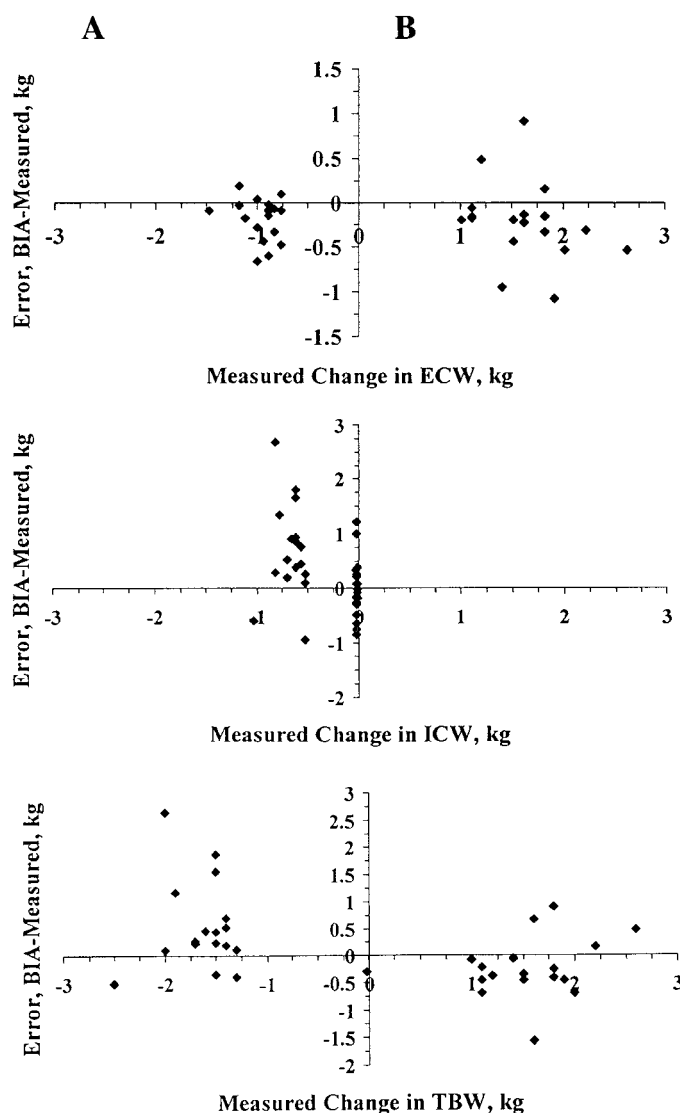 A B
Error, BIA-Measured, kg
1.5
1
0.5
0
-3 -2 -1 0 1 2 3
-0.5
-1
-1.5
Measured Change in ECW, kg
Error, BIA-Measured, kg
3
2
1
0
-3 -2 -1 0 1 2 3
-1
-2
Measured Change in ICW, kg
Error, BIA-Measured, kg
3
2.5
2
1.5
1
0.5
0
-3 -2 -1 0 1 2 3
-0.5
-1
-1.5
-2
Measured Change in TBW, kg